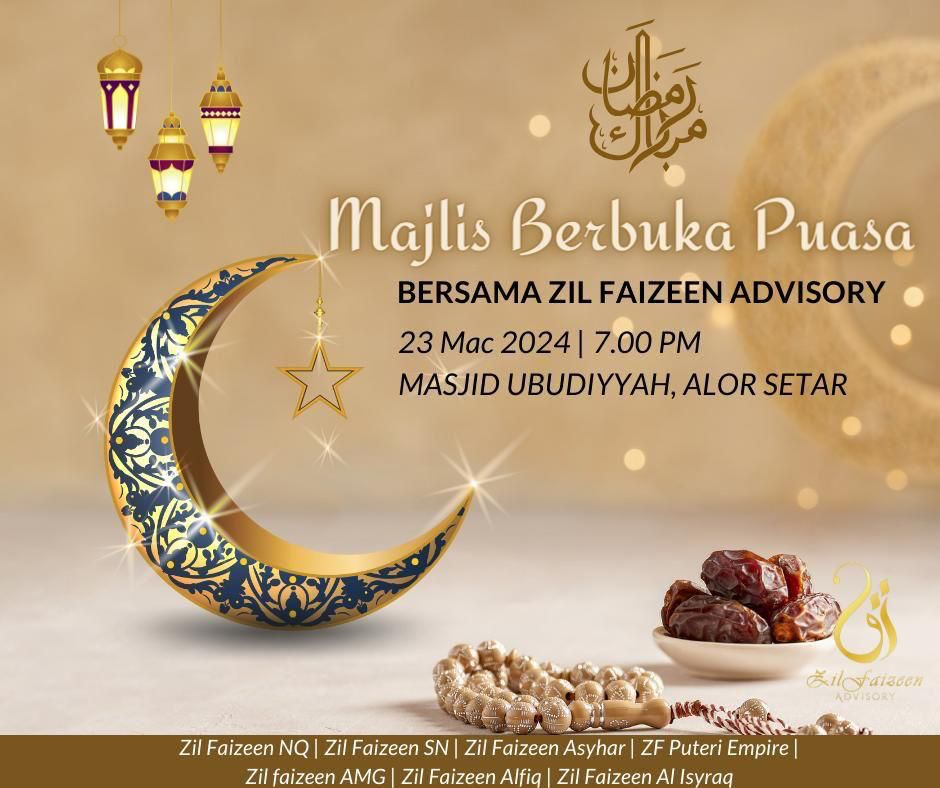 رمضان
مبارك
Majlis Berbuka Puasa
BERSAMA ZIL FAIZEEN ADVISORY
23 Mac 2024 | 7.00 PM
MASJID UBUDIYYAH, ALOR SETAR
Zil Faizeen
ADVISORY
Zil Faizeen NQ | Zil Faizeen SN | Zil Faizeen Asyhar | ZF Puteri Empire |
Zil faizeen AMG | Zil Faizeen Alfiq | Zil Faizeen Al Isyraq